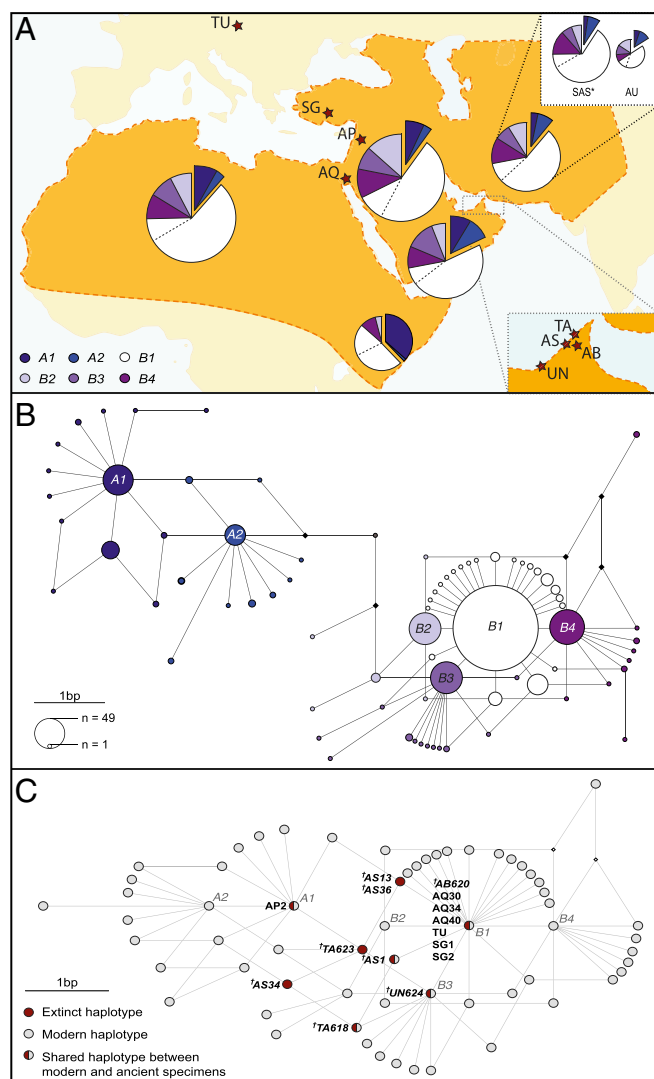 A
TU
SG
AP
AQ
SAS*
AU
TA
AS
AB
UN
A1
A2
B1
B2
B3
B4
B
A1
A2
B2
B1
B4
B3
1bp
n = 49
n = 1
C
†AS13
†AS36
†AB620
AQ30
AQ34
AQ40
TU
SG1
SG2
A2
AP2
A1
B2
B1
B4
†TA623
†AS1
†AS34
†UN624
B3
†TA618
1bp
Extinct haplotype
Modern haplotype
Shared haplotype between
modern and ancient specimens